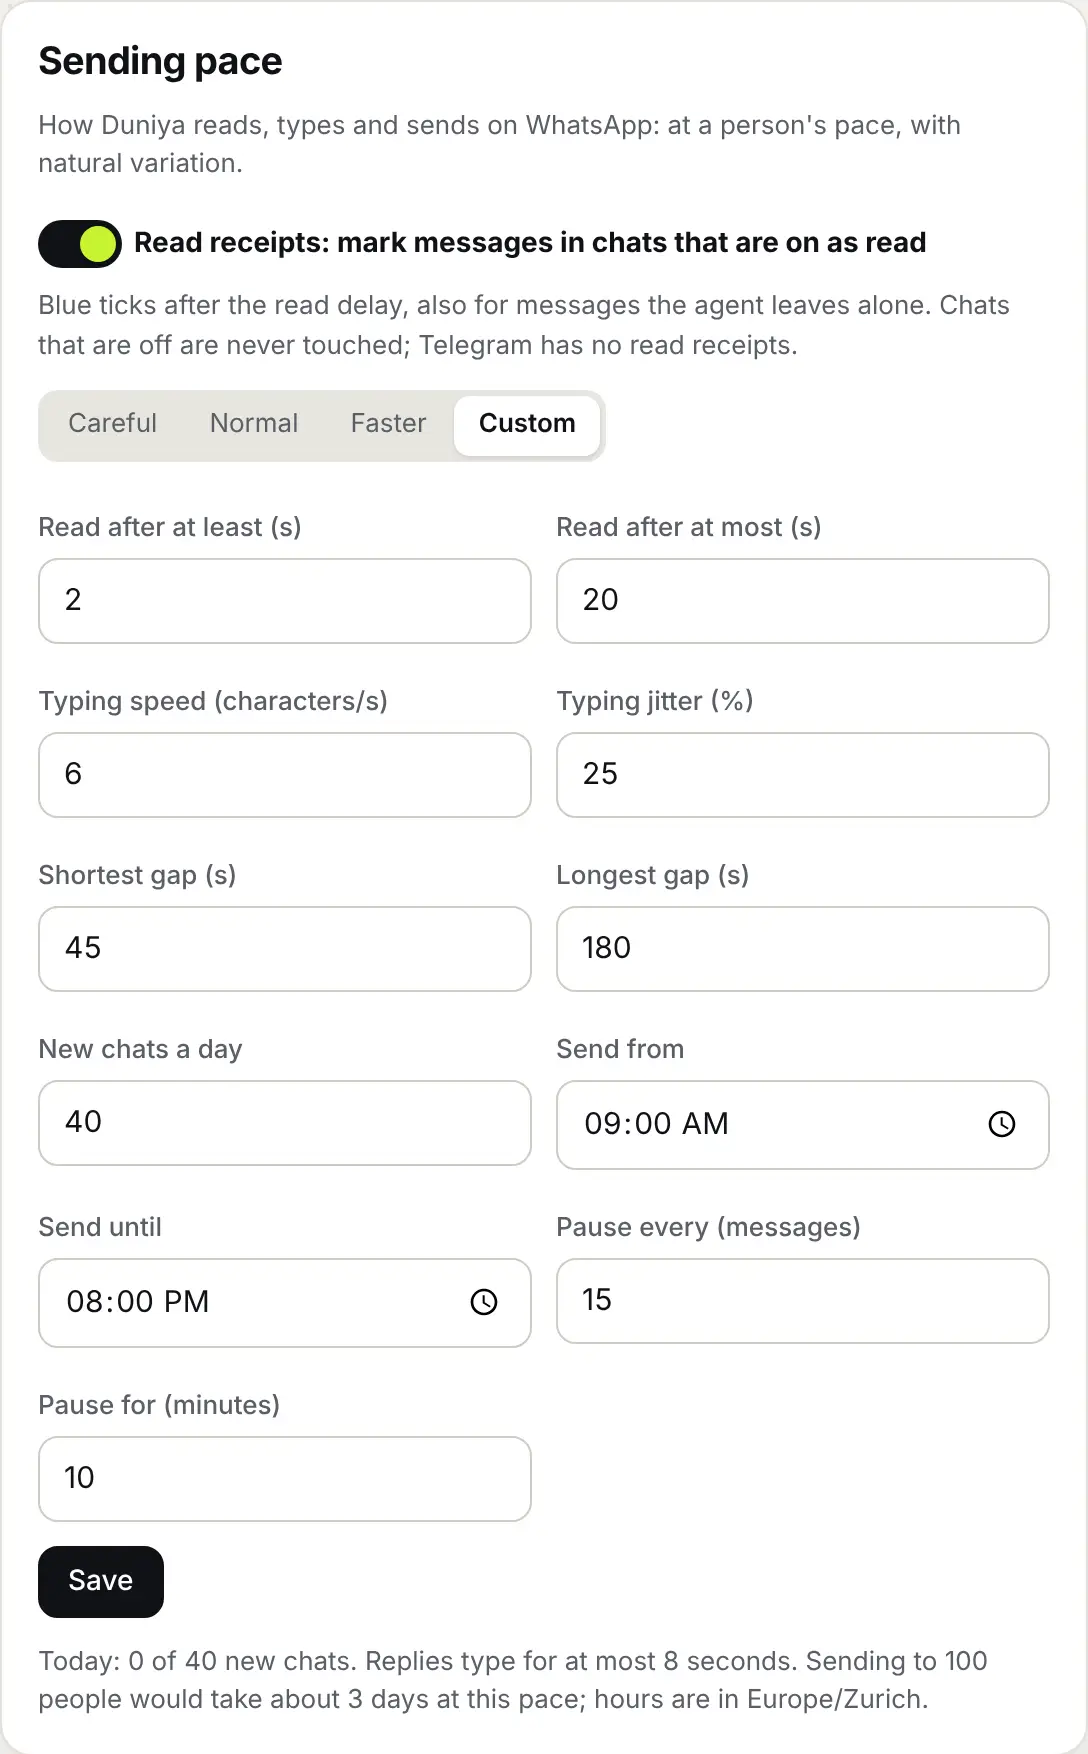 Sending pace
How Duniya reads, types and sends on WhatsApp: at a person's pace, with
natural variation.
Read receipts: mark messages in chats that are on as read
Blue ticks after the read delay, also for messages the agent leaves alone. Chats
that are off are never touched; Telegram has no read receipts.
Careful Normal Faster Custom
Read after at least (s) Read after at most (s)
2 20
Typing speed (characters/s) Typing jitter (%)
6 25
Shortest gap (s) Longest gap (s)
45 180
New chats a day Send from
40 09:00 AM
Send until Pause every (messages)
08:00 PM 15
Pause for (minutes)
10
Save
Today: 0 of 40 new chats. Replies type for at most 8 seconds. Sending to 100
people would take about 3 days at this pace; hours are in Europe/Zurich.